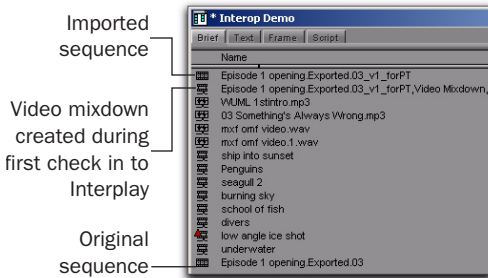 Imported
sequence
Video mixdown
created during
first check in to
Interplay
Original
sequence
* Interop Demo
Brief Text Frame Script
Name
Episode 1 opening.Exported.03_v1_forPT
Episode 1 opening.Exported.03_v1_forPT,Video Mixdown,
WUML 1stintro.mp3
03 Something's Always Wrong.mp3
mxf omf video.wav
mxf omf video.1.wav
ship into sunset
Penguins
seagull 2
burning sky
school of fish
divers
low angle ice shot
underwater
Episode 1 opening.Exported.03